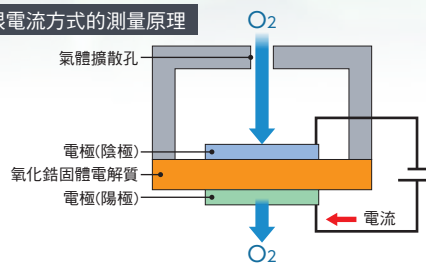 限電流方式的測量原理
O₂
氣體擴散孔
電極(陰極)
氧化鋯固體電解質
電極(陽極)
電流
O₂